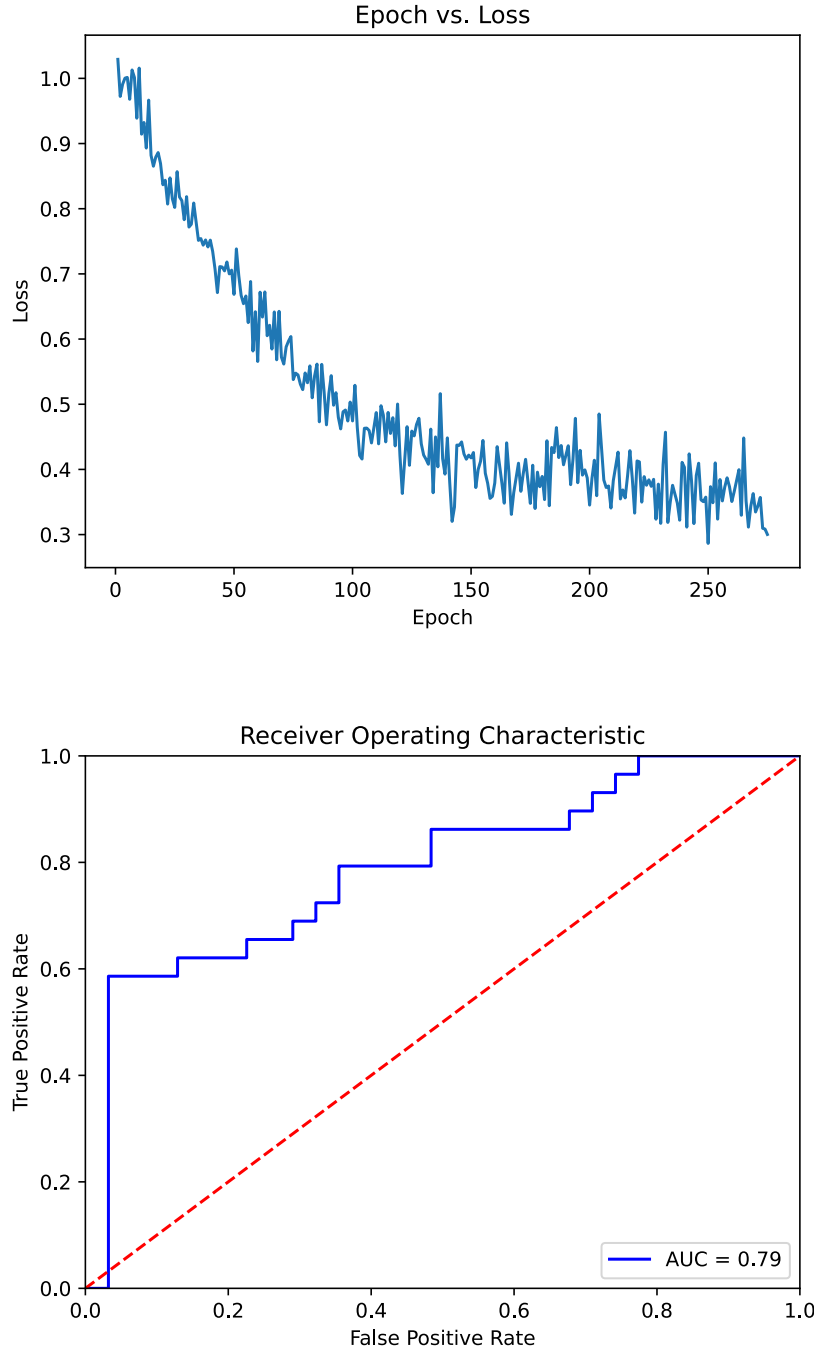 Epoch vs. Loss
1.0
0.9
0.8
0.7
0.6
0.5
0.4
0.3
Loss
0 50 100 150 200 250
Epoch
Receiver Operating Characteristic
1.0
0.8
0.6
0.4
0.2
0.0
True Positive Rate
AUC = 0.79
0.0 0.2 0.4 0.6 0.8 1.0
False Positive Rate